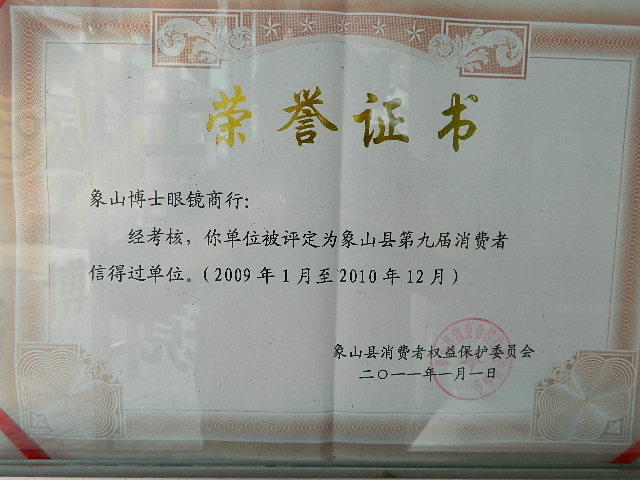 荣誉证书
象山博士眼镜商行：
经考核，你单位被评定为象山县第九届消费者
信得过单位。（2009年1月至2010年12月）
象山县消费者权益保护委员会
二〇一一年一月一日